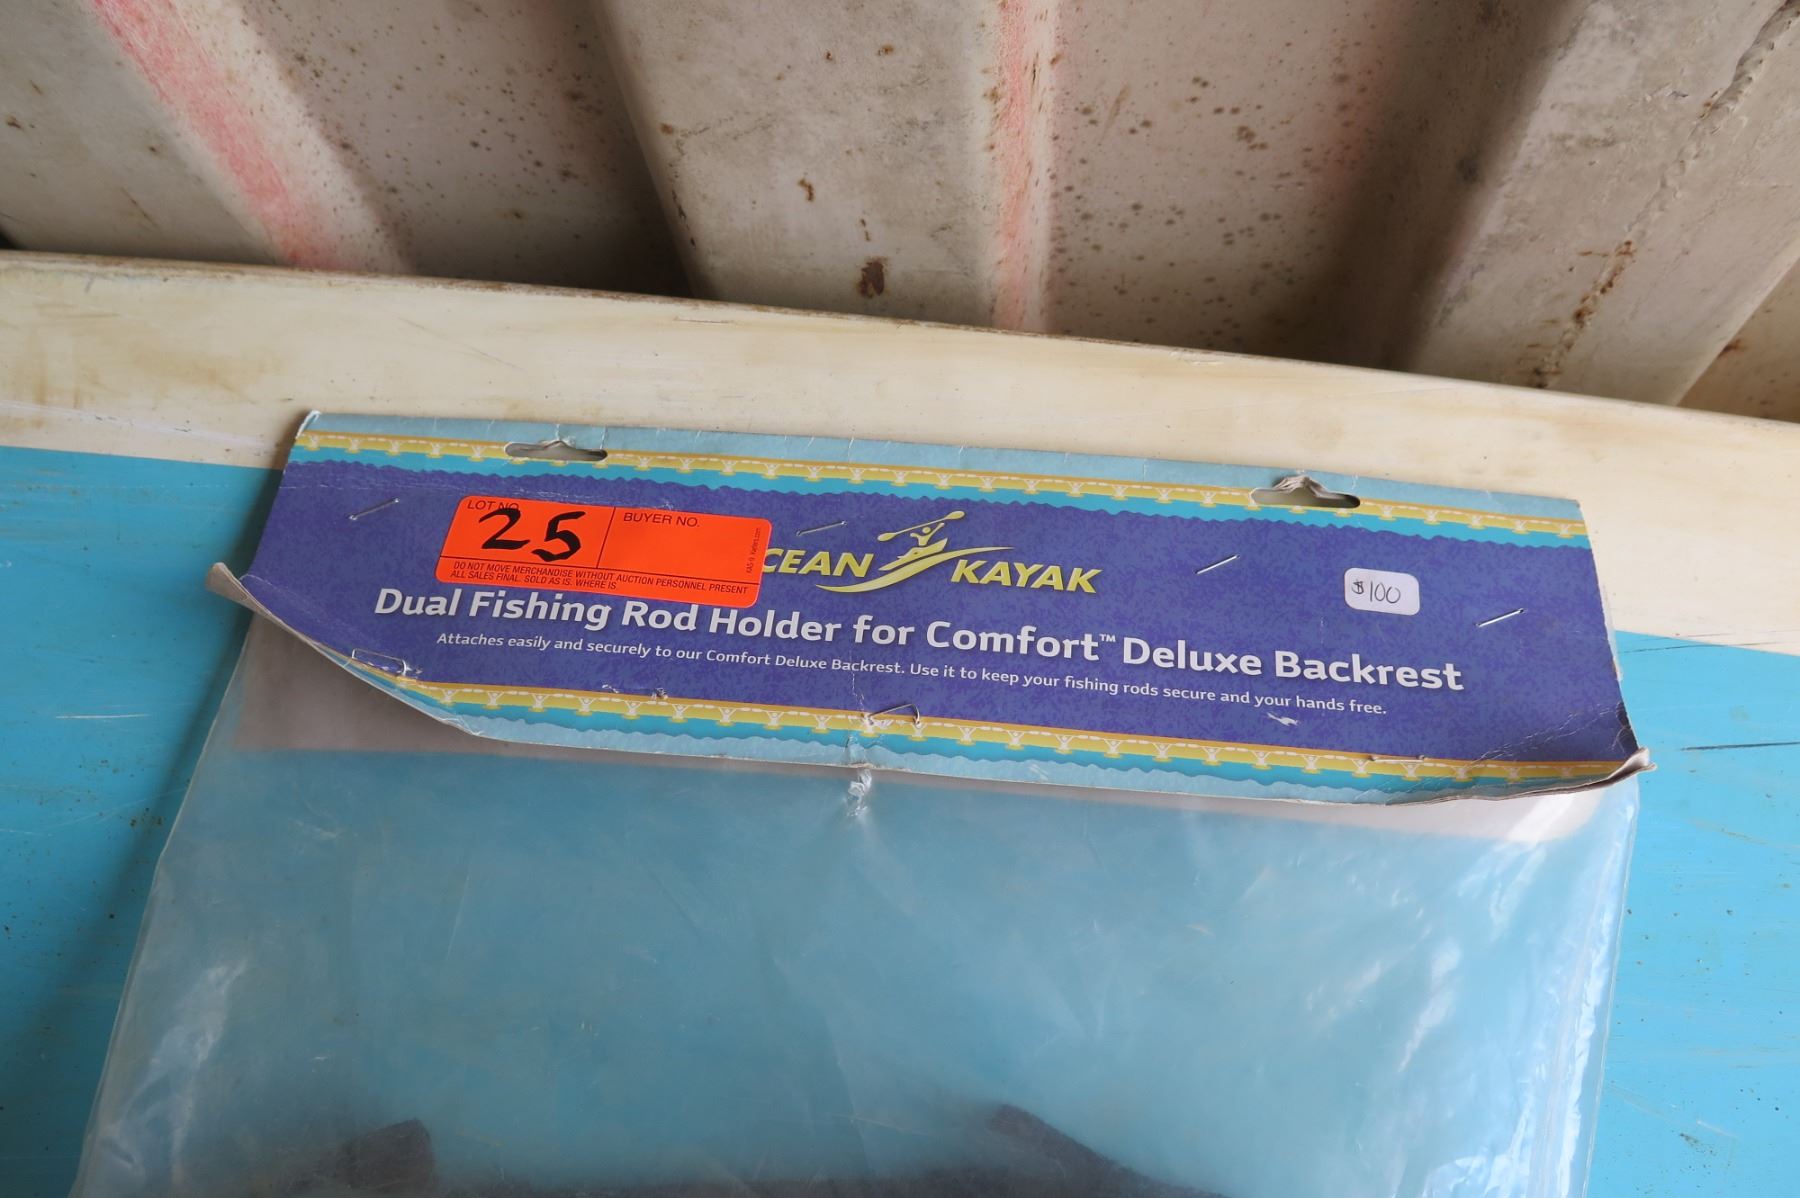 LOT NO.
25
BUYER NO.
DO NOT MOVE MERCHANDISE WITHOUT AUCTION PERSONNEL PRESENT
ALL SALES FINAL. SOLD AS IS. WHERE IS.
CEAN KAYAK
$100
Dual Fishing Rod Holder for Comfort™ Deluxe Backrest
Attaches easily and securely to our Comfort Deluxe Backrest. Use it to keep your fishing rods secure and your hands free.